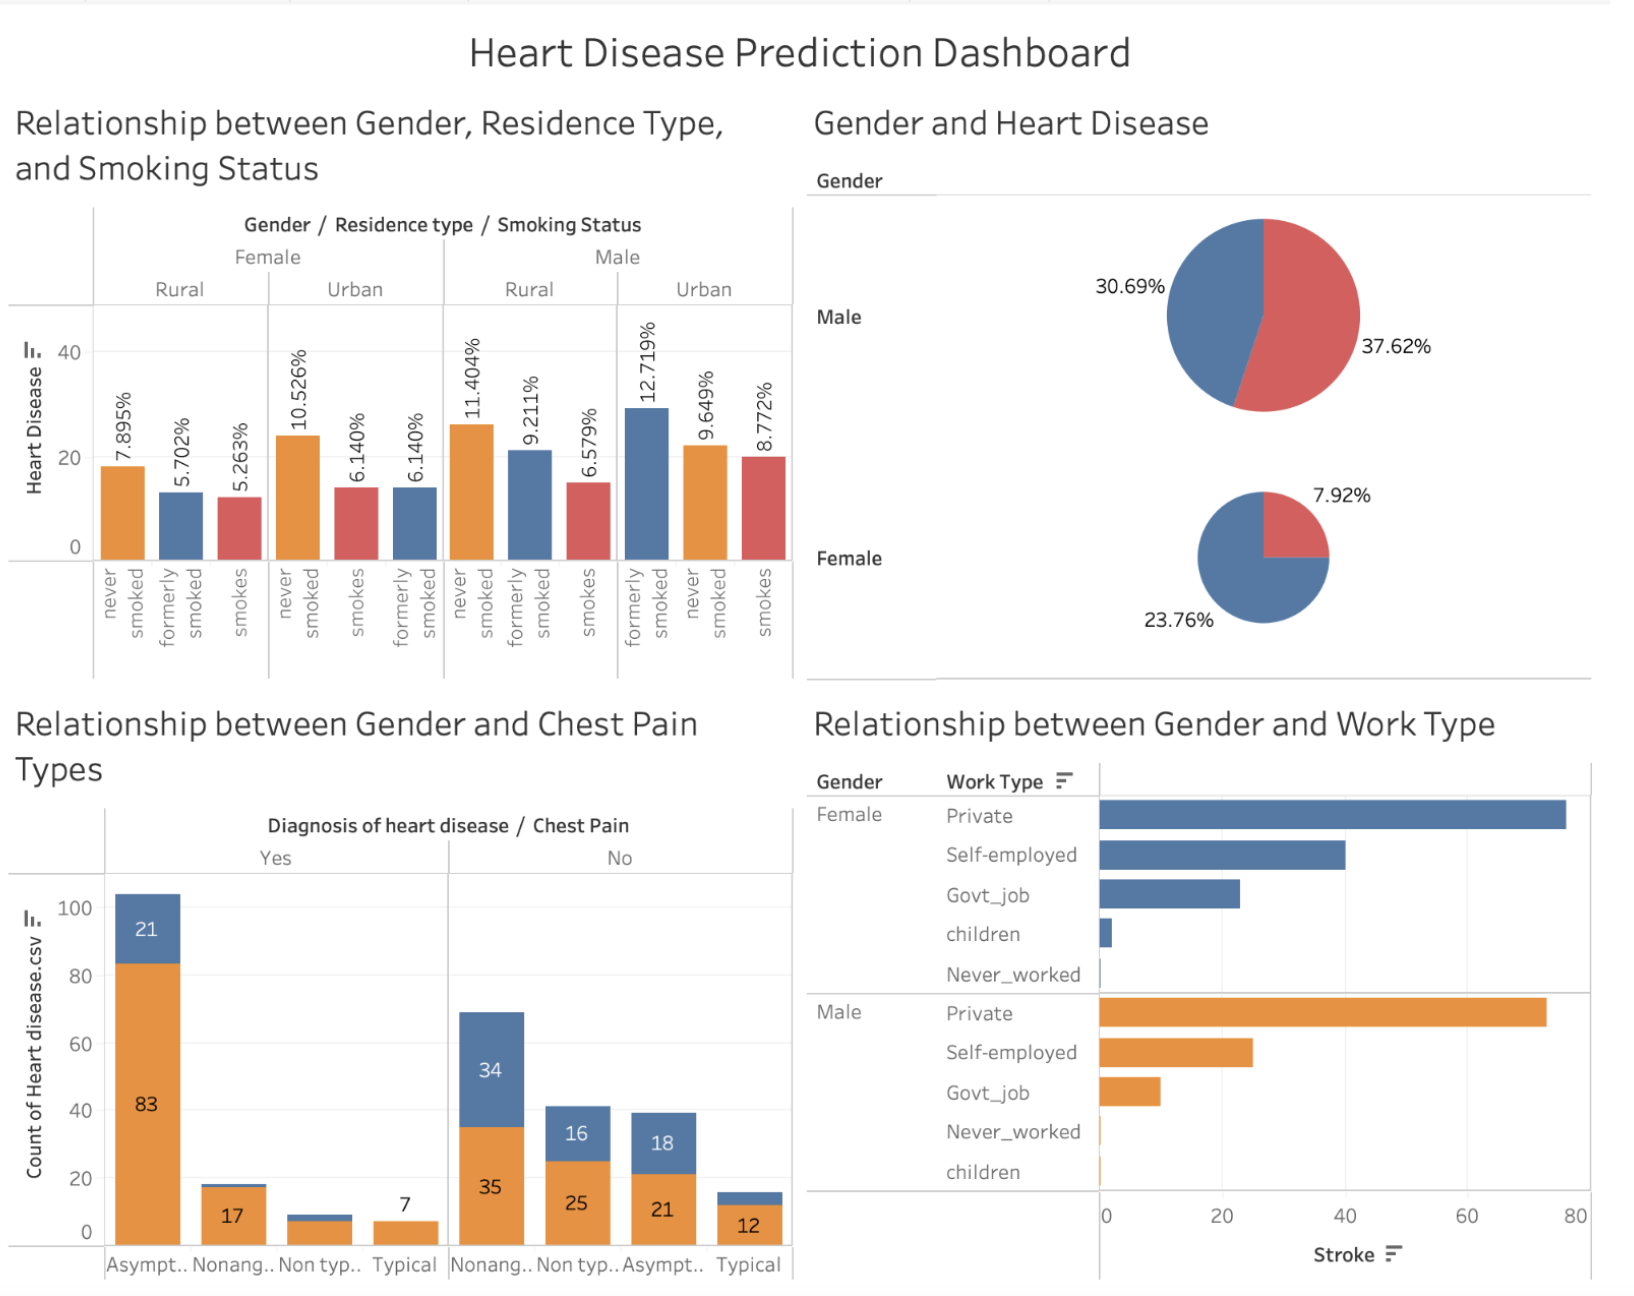 Heart Disease Prediction Dashboard
Relationship between Gender, Residence Type,
and Smoking Status
Gender / Residence type / Smoking Status
Female
Male
Rural
Urban
Rural
Urban
Heart Disease
40
20
0
7.895%
5.702%
5.263%
10.526%
6.140%
6.140%
11.404%
9.211%
6.579%
12.719%
9.649%
8.772%
never
smoked
formerly
smoked
smokes
never
smoked
smokes
formerly
smoked
never
smoked
formerly
smoked
smokes
formerly
smoked
never
smoked
smokes
Gender and Heart Disease
Gender
Male
30.69%
37.62%
Female
7.92%
23.76%
Relationship between Gender and Chest Pain
Types
Diagnosis of heart disease / Chest Pain
Yes
No
Count of Heart disease.csv
100
80
60
40
20
0
21
83
17
7
34
35
16
25
18
21
12
Asympt..
Nonang..
Non typ..
Typical
Nonang..
Non typ..
Asympt..
Typical
Relationship between Gender and Work Type
Gender
Work Type
Female
Private
Self-employed
Govt_job
children
Never_worked
Male
Private
Self-employed
Govt_job
Never_worked
children
0
20
40
60
80
Stroke